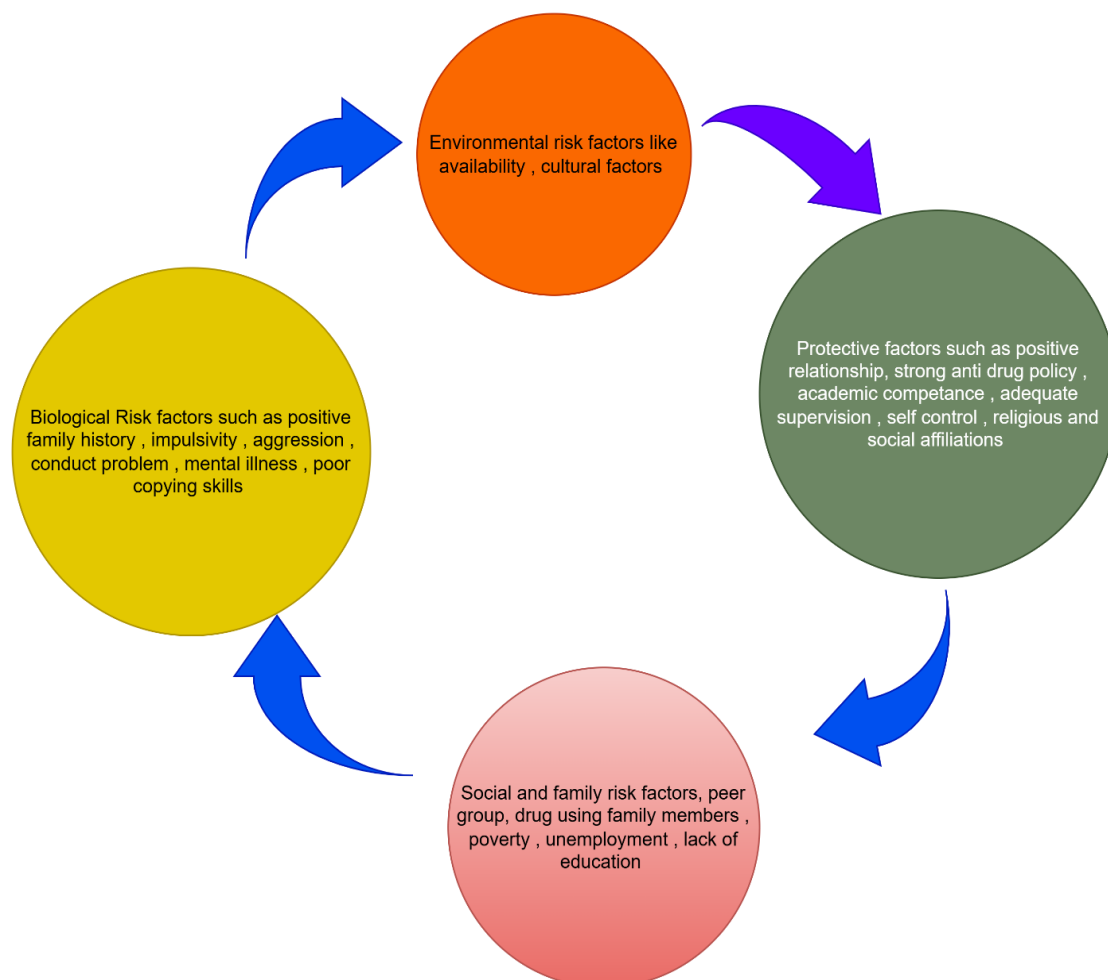 Environmental risk factors like
availability , cultural factors
Protective factors such as positive
relationship, strong anti drug policy ,
academic competance , adequate
supervision , self control , religious and
social affiliations
Social and family risk factors, peer
group, drug using family members ,
poverty , unemployment , lack of
education
Biological Risk factors such as positive
family history , impulsivity , aggression ,
conduct problem , mental illness , poor
copying skills